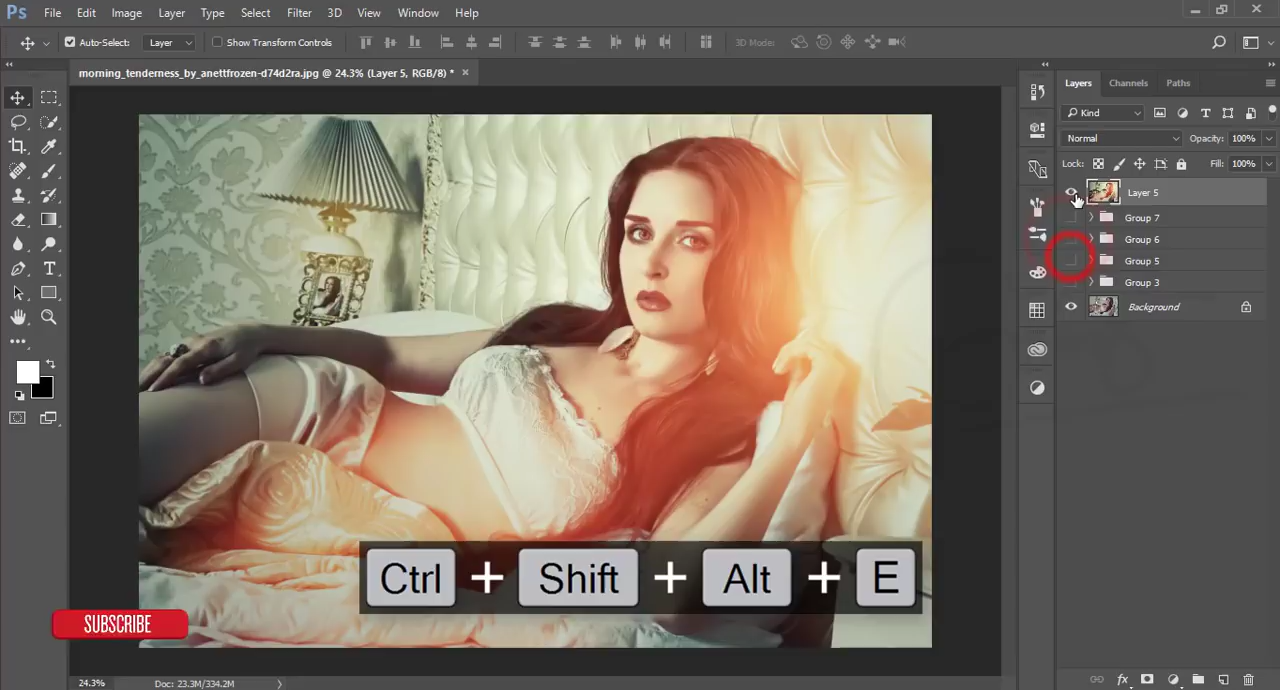 Ps File Edit Image Layer Type Select Filter 3D View Window Help
Auto-Select: Layer Show Transform Controls 3D Mode:
morning_tenderness_by_anettfrozen-d74d2ra.jpg @ 24.3% (Layer 5, RGB/8) * ×
Layers Channels Paths
Kind
Normal Opacity: 100%
Lock: Fill: 100%
Layer 5
Group 7
Group 6
Group 5
Group 3
Background
Ctrl + Shift + Alt + E
SUBSCRIBE
24.3% Doc: 23.3M/334.2M